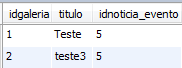 idgaleria titulo idnoticia_evento
1 Teste 5
2 teste3 5